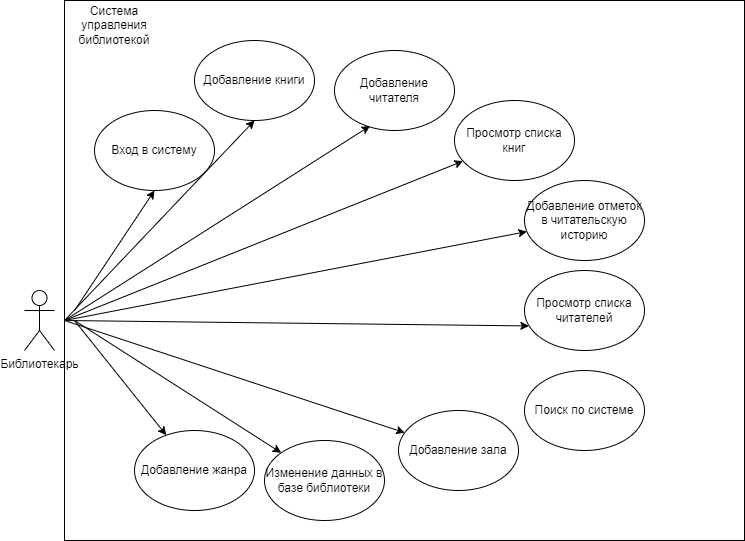 Система
управления
библиотекой
Добавление книги
Добавление
читателя
Вход в систему
Просмотр списка
книг
Добавление отметок
в читательскую
историю
Просмотр списка
читателей
Библиотекарь
Поиск по системе
Добавление зала
Добавление жанра
Изменение данных в
базе библиотеки